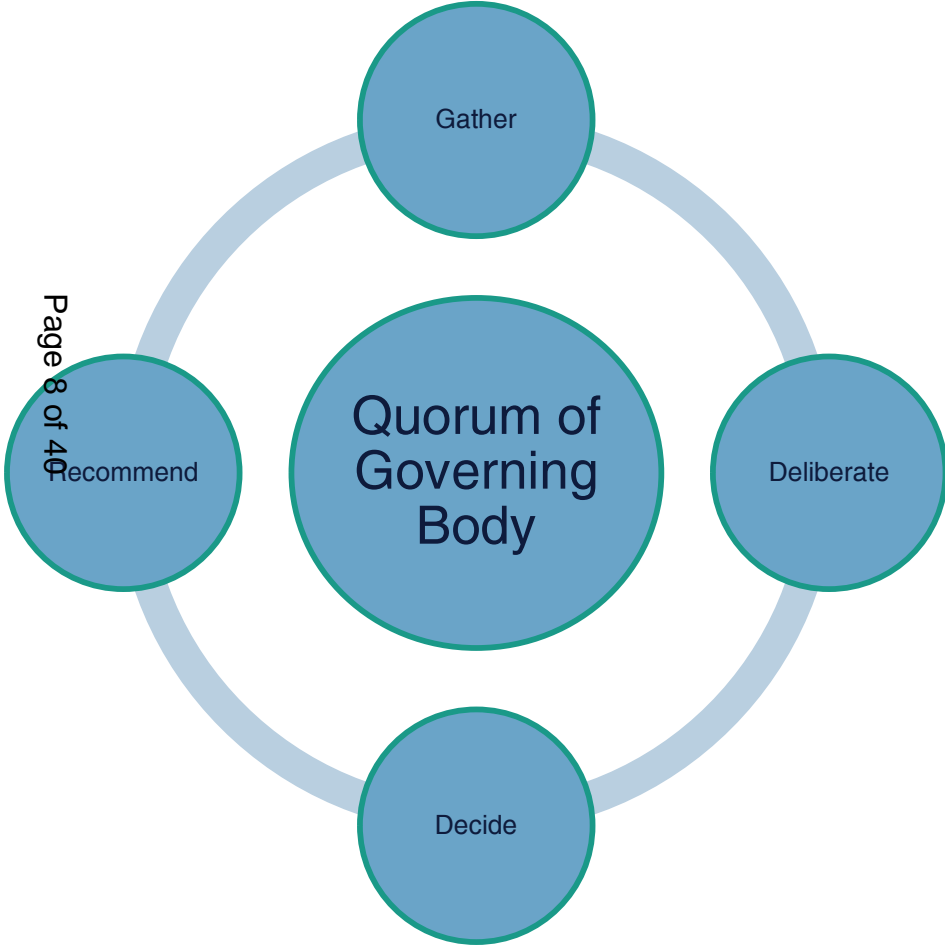 Gather
Page 8 of 40
Recommend
Quorum of
Governing
Body
Deliberate
Decide